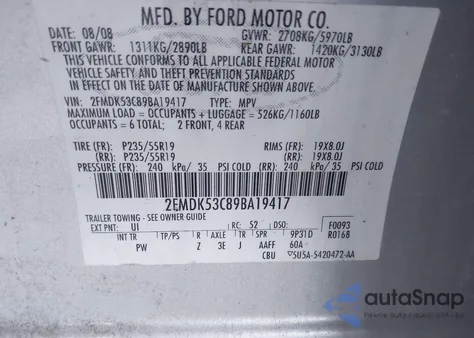 MFD. BY FORD MOTOR CO.
DATE: 08/08 GVWR: 2708KG/5970LB
FRONT GAWR: 1311KG/2890LB REAR GAWR: 1420KG/3130LB
THIS VEHICLE CONFORMS TO ALL APPLICABLE FEDERAL MOTOR
VEHICLE SAFETY AND THEFT PREVENTION STANDARDS
IN EFFECT ON THE DATE OF MANUFACTURE SHOWN ABOVE.
VIN: 2FMDK53C89BA19417 TYPE: MPV
MAXIMUM LOAD = OCCUPANTS + LUGGAGE = 526KG/1160LB
OCCUPANTS = 6 TOTAL; 2 FRONT, 4 REAR
TIRE (FR): P235/55R19 RIMS (FR): 19X8.0J
(RR): P235/55R19 (RR): 19X8.0J
PRESSURE (FR): 240 kPa/ 35 PSI COLD (RR): 240 kPa/ 35 PSI COLD
2FMDK53C89BA19417
TRAILER TOWING - SEE OWNER GUIDE
EXT PNT: UI RC: 52 DSO: F0093
INT TR TP/PS R AXLE TR SPR 9P31D R0168
PW Z 3E J AAFF 60A
CBU 5U5A-5420472-AA
autoSnap